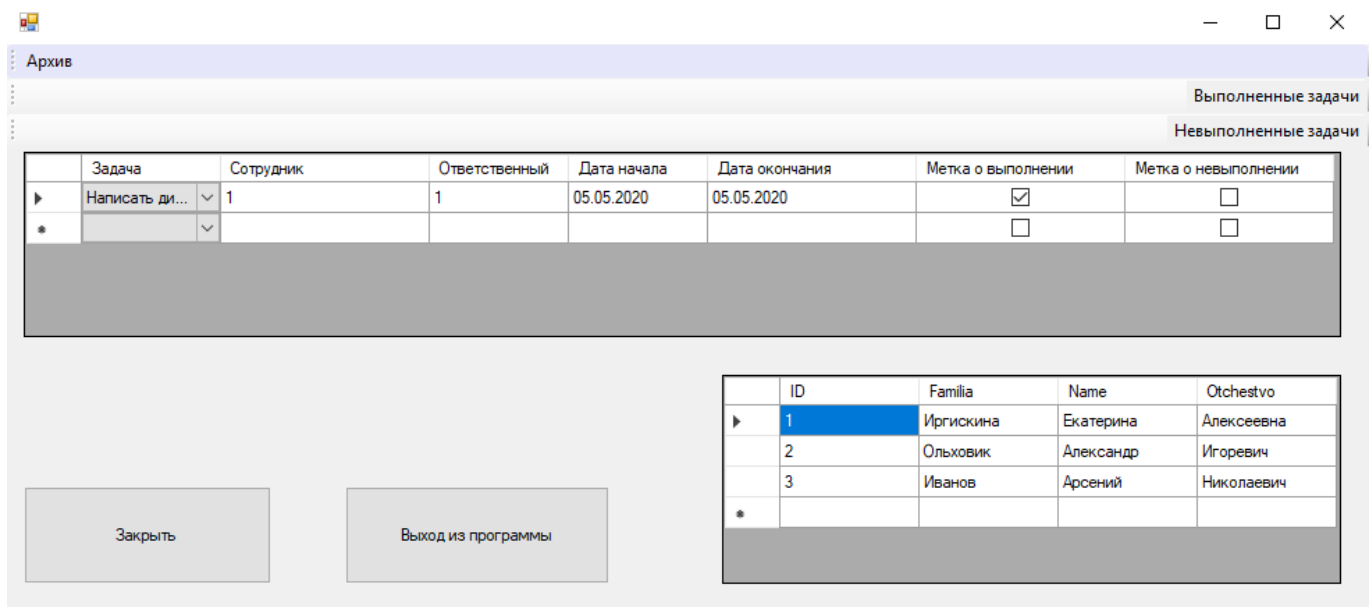 Архив
Выполненные задачи
Невыполненные задачи
Задача Сотрудник Ответственный Дата начала Дата окончания Метка о выполнении Метка о невыполнении
Написать ди... 1 1 05.05.2020 05.05.2020
ID Familia Name Otchestvo
1 Иргискина Екатерина Алексеевна
2 Ольховик Александр Игоревич
3 Иванов Арсений Николаевич
Закрыть Выход из программы